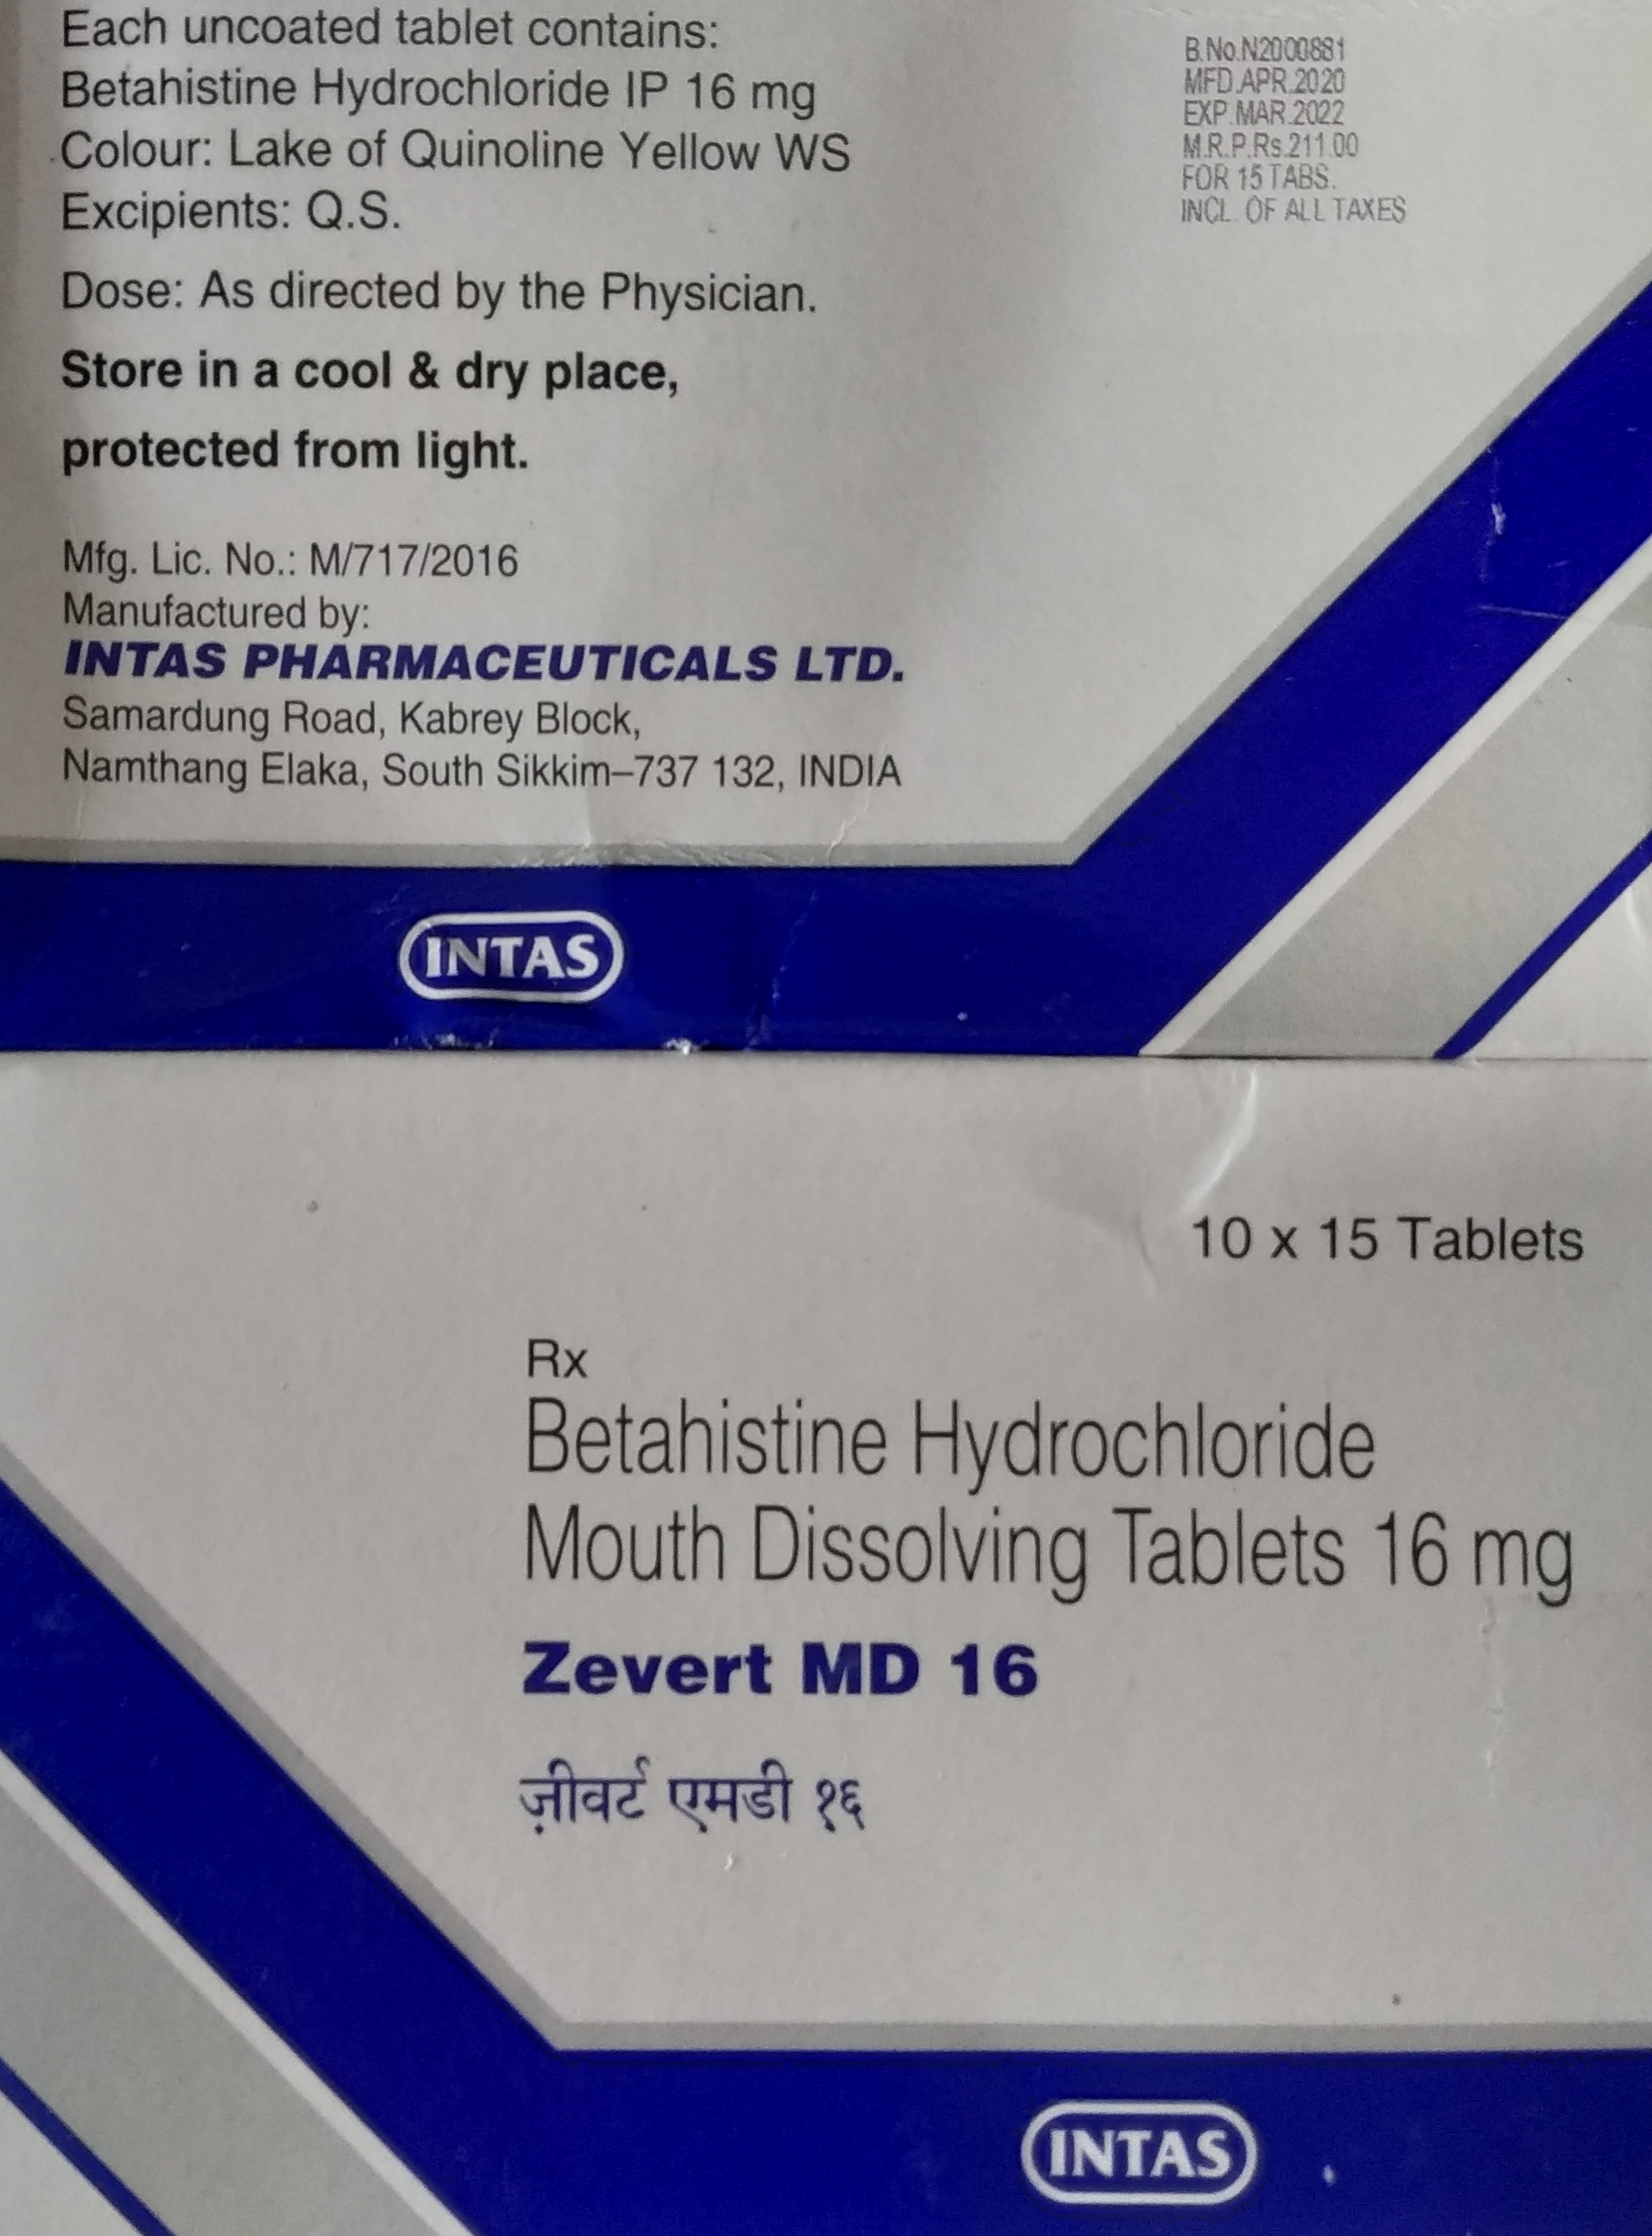 Each uncoated tablet contains:
Betahistine Hydrochloride IP 16 mg
Colour: Lake of Quinoline Yellow WS
Excipients: Q.S.
Dose: As directed by the Physician.
Store in a cool & dry place,
protected from light.
Mfg. Lic. No.: M/717/2016
Manufactured by:
INTAS PHARMACEUTICALS LTD.
Samardung Road, Kabrey Block,
Namthang Elaka, South Sikkim–737 132, INDIA
B.No.N2000881
MFD.APR.2020
EXP.MAR.2022
M.R.P.Rs.211.00
FOR 15 TABS.
INCL. OF ALL TAXES
INTAS
10 x 15 Tablets
Rx
Betahistine Hydrochloride
Mouth Dissolving Tablets 16 mg
Zevert MD 16
ज़ीवर्ट एमडी १६
INTAS